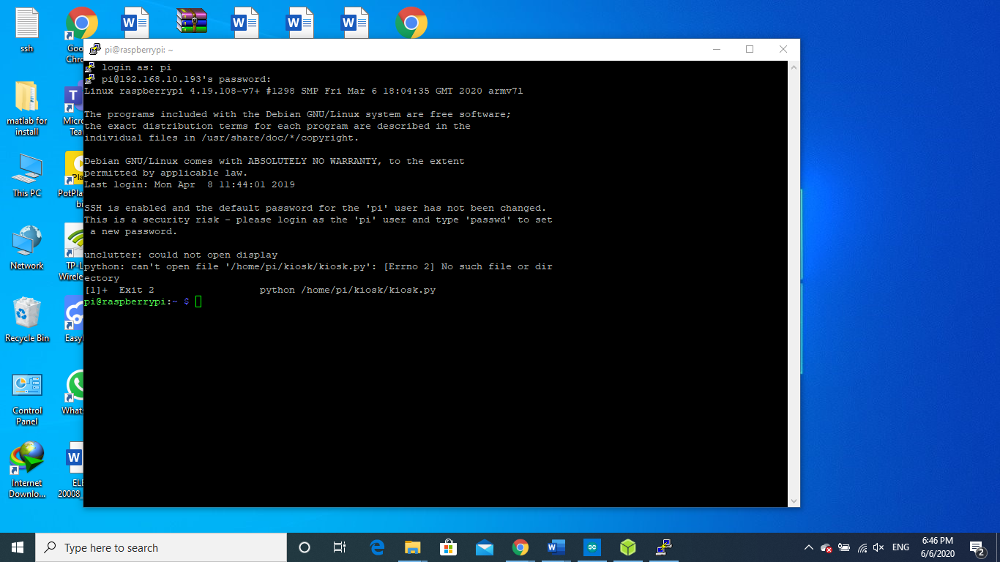 ssh
Goo
Chro
pi@raspberrypi: ~
login as: pi
pi@192.168.10.193's password:
Linux raspberrypi 4.19.108-v7+ #1298 SMP Fri Mar 6 18:04:35 GMT 2020 armv7l
The programs included with the Debian GNU/Linux system are free software;
the exact distribution terms for each program are described in the
individual files in /usr/share/doc/*/copyright.
Debian GNU/Linux comes with ABSOLUTELY NO WARRANTY, to the extent
permitted by applicable law.
Last login: Mon Apr  8 11:44:01 2019
SSH is enabled and the default password for the 'pi' user has not been changed.
This is a security risk - please login as the 'pi' user and type 'passwd' to set
 a new password.
unclutter: could not open display
python: can't open file '/home/pi/kiosk/kiosk.py': [Errno 2] No such file or dir
ectory
[1]+  Exit 2                  python /home/pi/kiosk/kiosk.py
pi@raspberrypi:~ $
matlab for
install
Micro
Tea
This PC
PotPla
bi
Network
TP-L
Wirele
Recycle Bin
Easy
Control
Panel
What
Internet
Downlo...
ELE
20008_
Type here to search
ENG
6:46 PM
6/6/2020
2